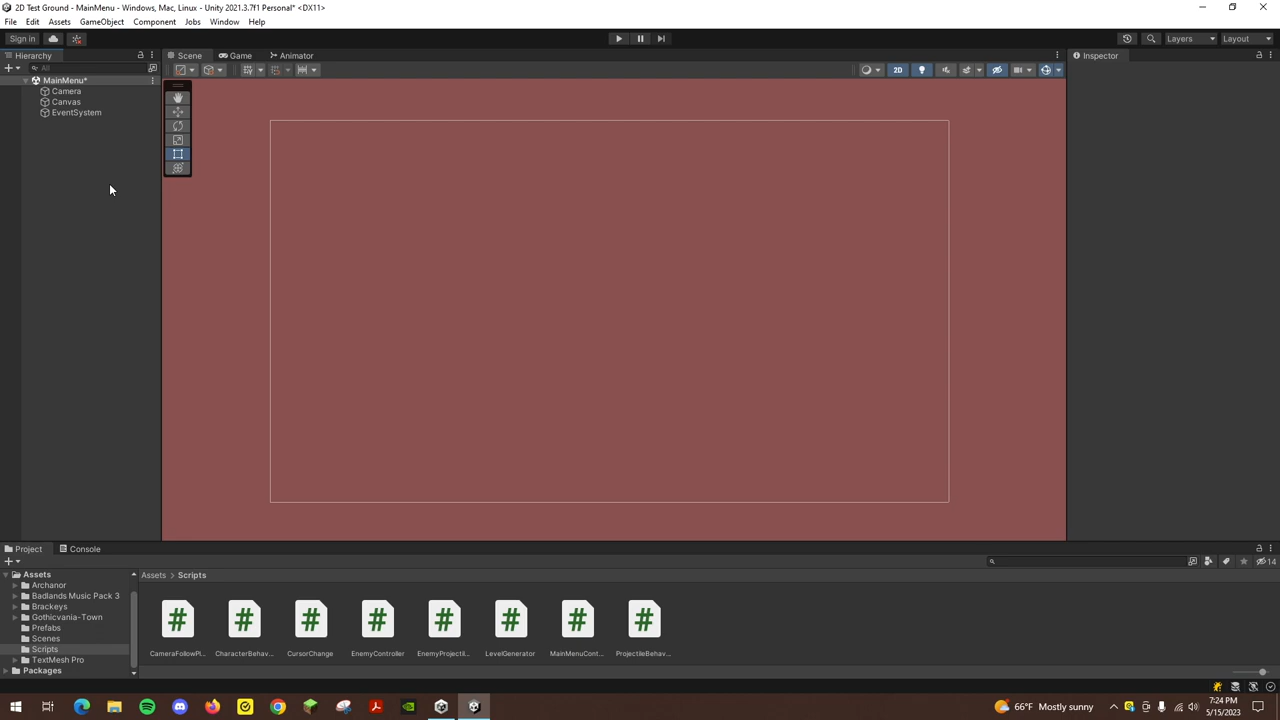 2D Test Ground - MainMenu - Windows, Mac, Linux - Unity 2021.3.7f1 Personal* <DX11>
File Edit Assets GameObject Component Jobs Window Help
Sign in
Layers
Layout
Hierarchy
Scene
Game
Animator
Inspector
All
2D
MainMenu*
Camera
Canvas
EventSystem
Project
Console
14
Assets
Archanor
Badlands Music Pack 3
Brackeys
Gothicvania-Town
Prefabs
Scenes
Scripts
TextMesh Pro
Packages
Assets > Scripts
CameraFollowPl...
CharacterBehav...
CursorChange
EnemyController
EnemyProjectil...
LevelGenerator
MainMenuCont...
ProjectileBehav...
66°F Mostly sunny
7:24 PM
5/15/2023